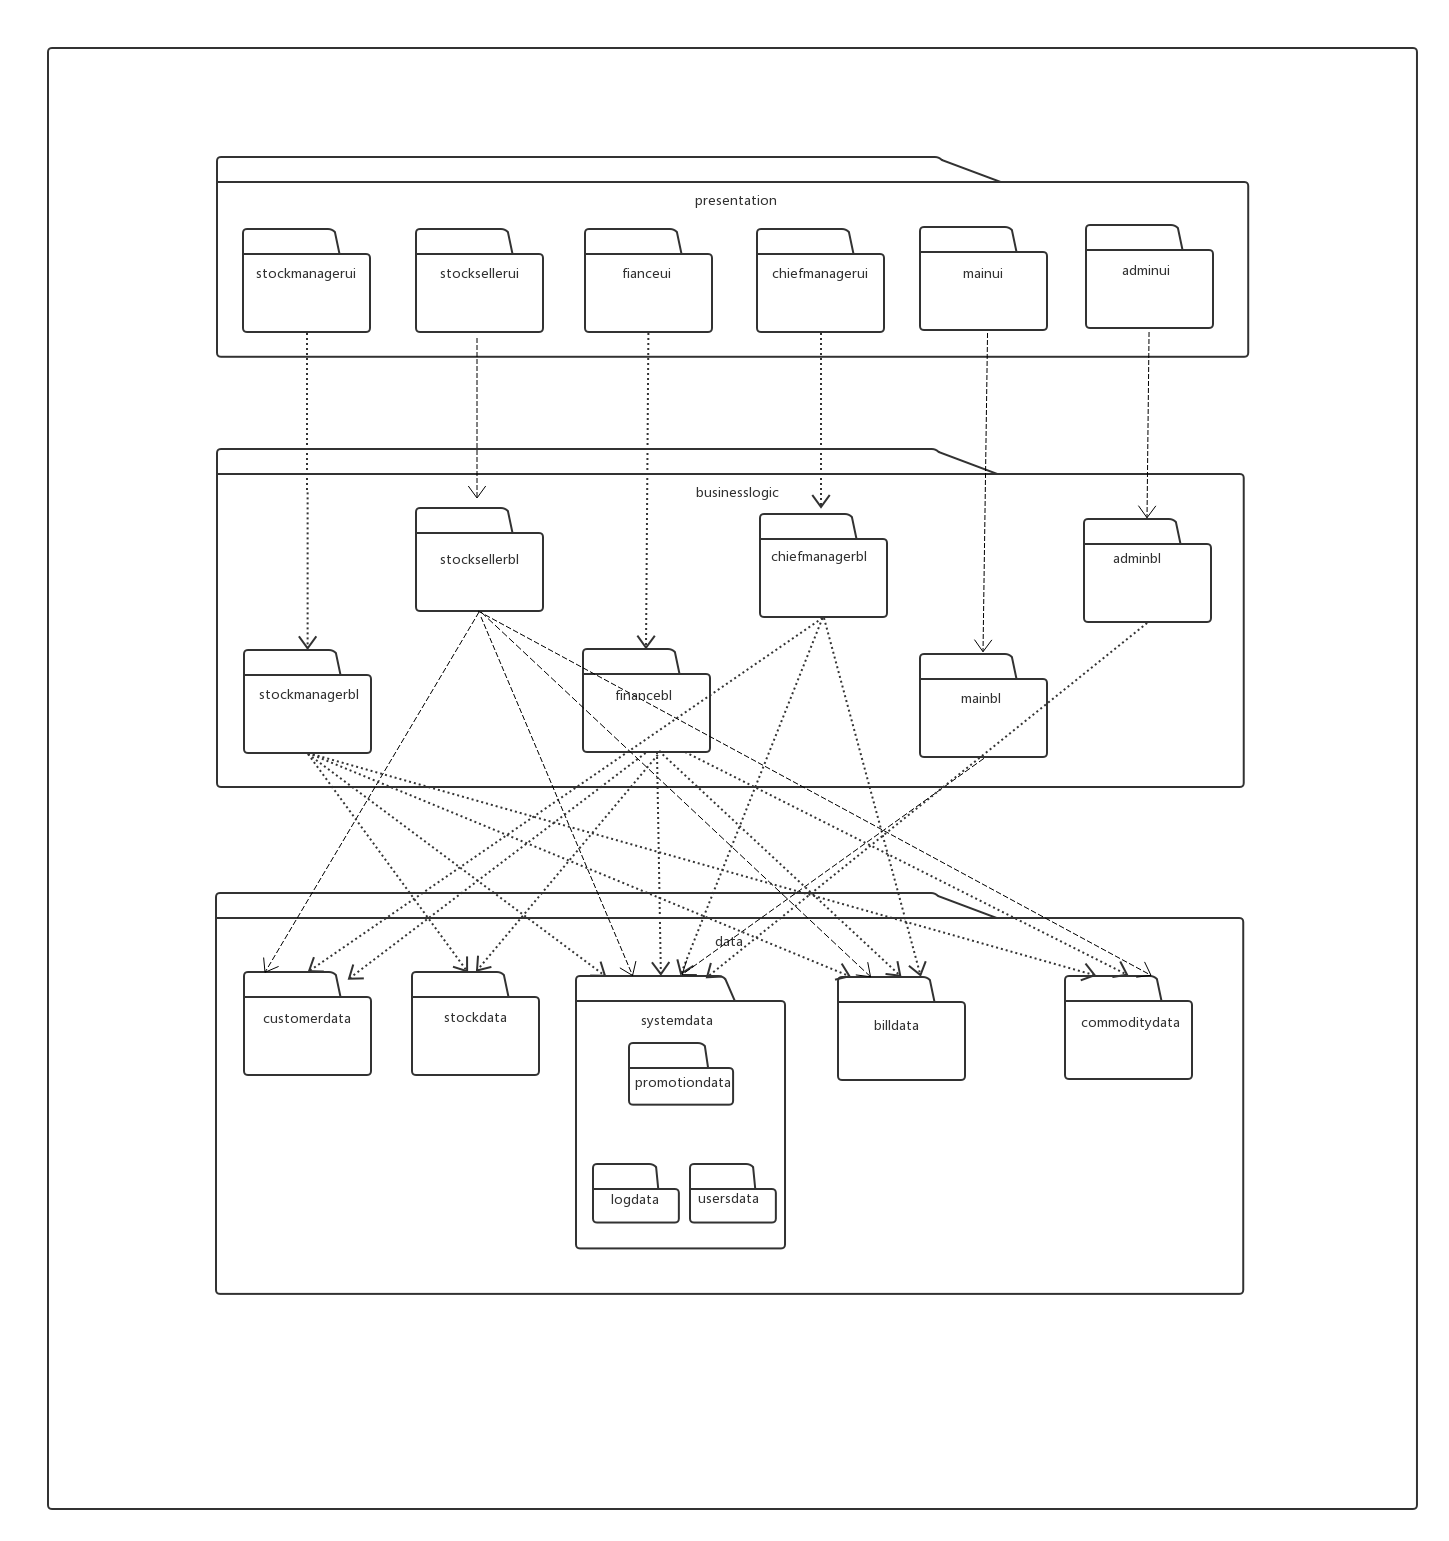 presentation
stockmanagerui
stocksellerui
fianceui
chiefmanagerui
mainui
adminui
businesslogic
stocksellerbl
chiefmanagerbl
adminbl
stockmanagerbl
financebl
mainbl
data
customerdata
stockdata
systemdata
billdata
commoditydata
promotiondata
logdata
usersdata